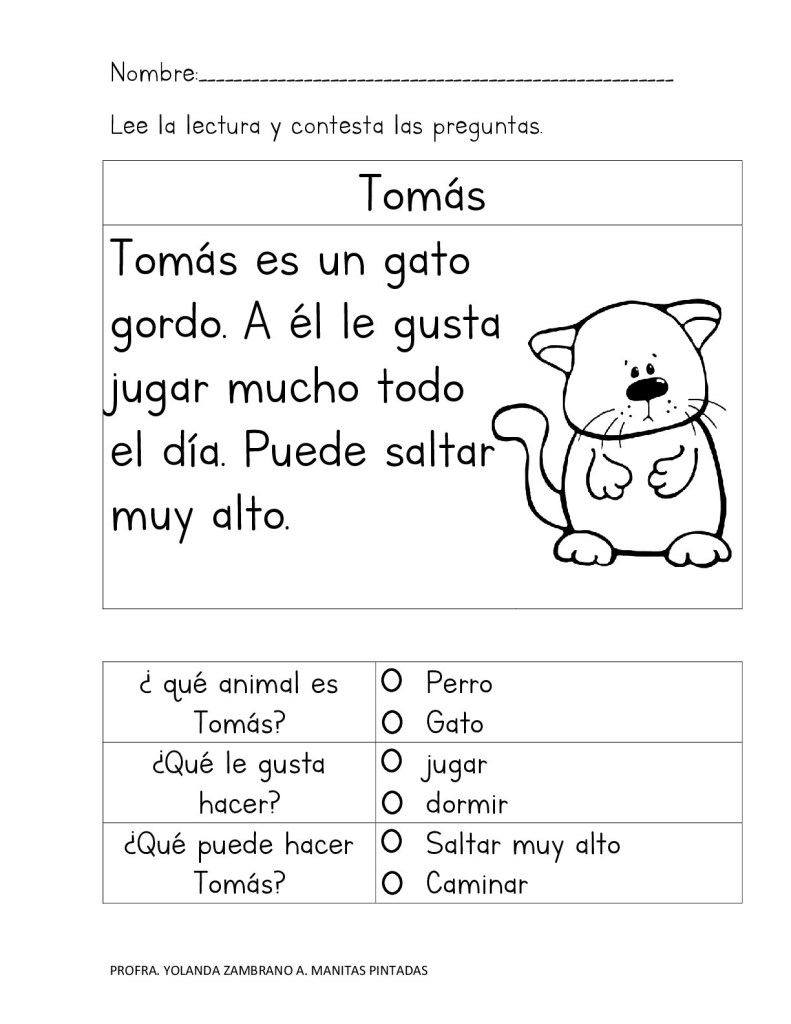 Nombre:______________________________________________________
Lee la lectura y contesta las preguntas.
Tomás
Tomás es un gato
gordo. A él le gusta
jugar mucho todo
el día. Puede saltar
muy alto.
¿ qué animal es
Tomás?
O Perro
O Gato
¿Qué le gusta
hacer?
O jugar
O dormir
¿Qué puede hacer
Tomás?
O Saltar muy alto
O Caminar
PROFRA. YOLANDA ZAMBRANO A. MANITAS PINTADAS